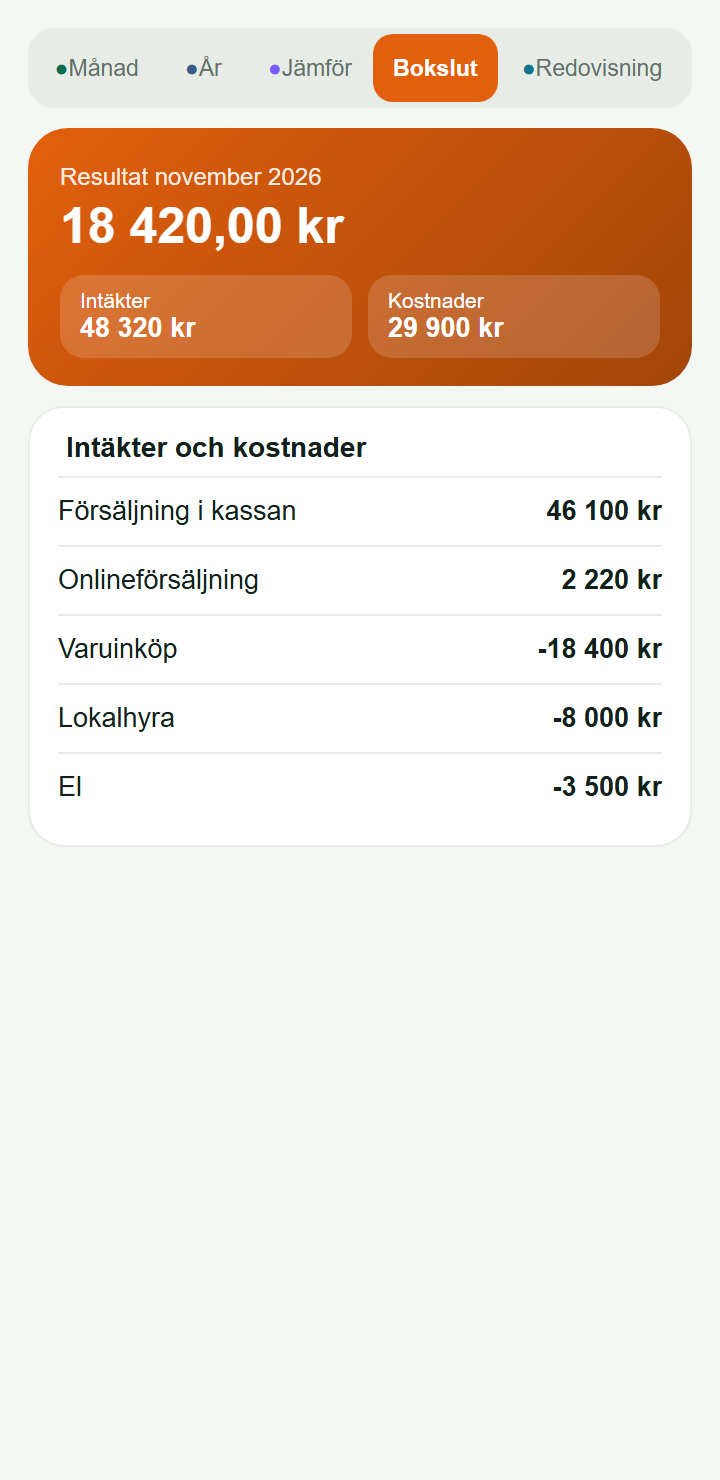 ●Månad ●År ●Jämför Bokslut ●Redovisning
Resultat november 2026
18 420,00 kr
Intäkter Kostnader
48 320 kr 29 900 kr
Intäkter och kostnader
Försäljning i kassan 46 100 kr
Onlineförsäljning 2 220 kr
Varuinköp -18 400 kr
Lokalhyra -8 000 kr
El -3 500 kr